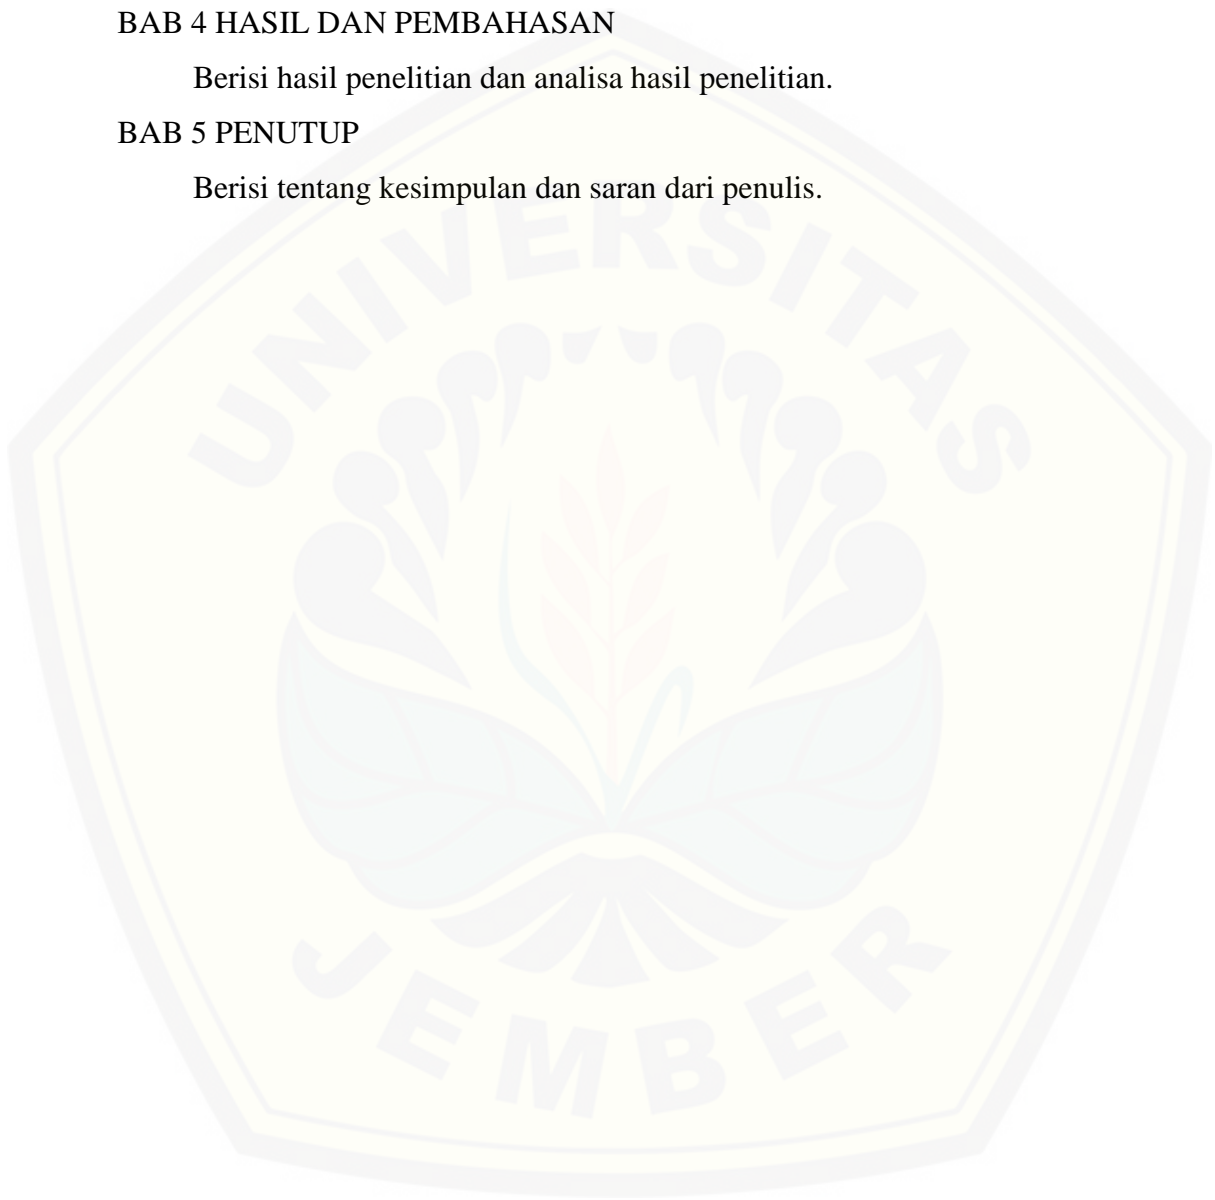 BAB 4 HASIL DAN PEMBAHASAN
Berisi hasil penelitian dan analisa hasil penelitian.
BAB 5 PENUTUP
Berisi tentang kesimpulan dan saran dari penulis.
UNIVERSITAS
JEMBER